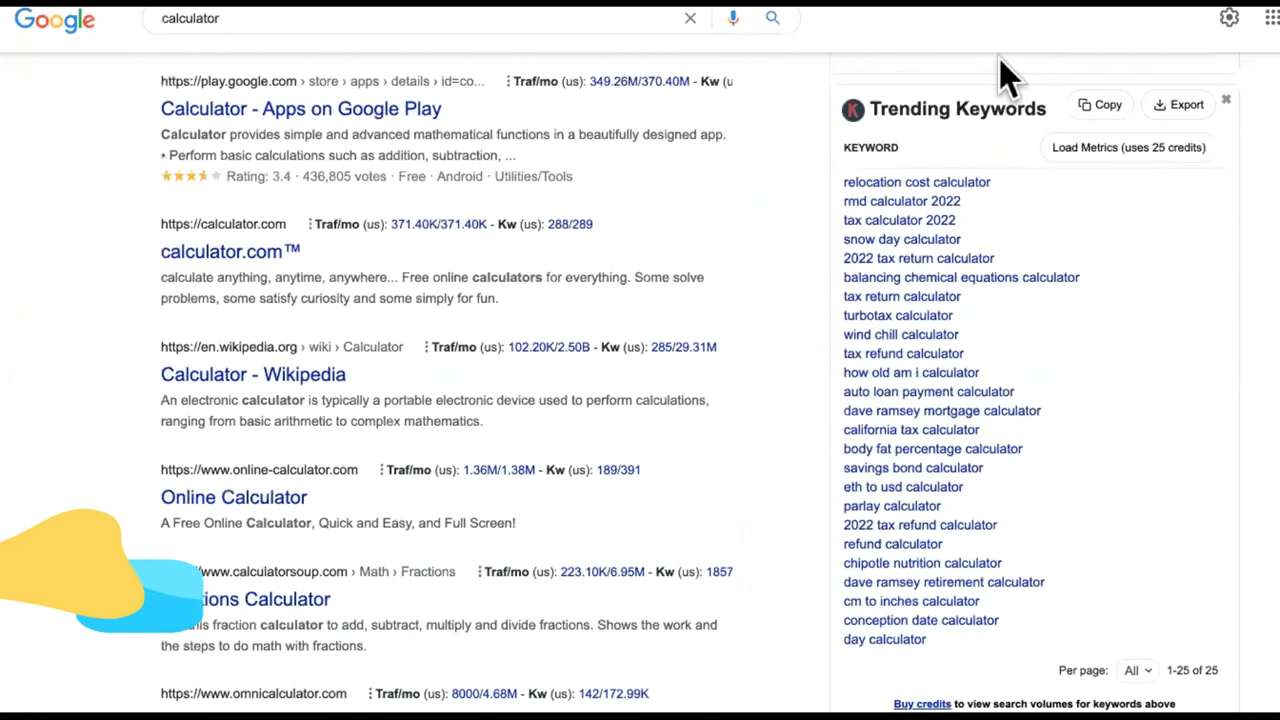 Google
calculator
https://play.google.com › store › apps › details › id=co... Traf/mo (us): 349.26M/370.40M - Kw (u
Calculator - Apps on Google Play
Calculator provides simple and advanced mathematical functions in a beautifully designed app.
• Perform basic calculations such as addition, subtraction, ...
Rating: 3.4 · 436,805 votes · Free · Android · Utilities/Tools
https://calculator.com Traf/mo (us): 371.40K/371.40K - Kw (us): 288/289
calculator.com™
calculate anything, anytime, anywhere... Free online calculators for everything. Some solve
problems, some satisfy curiosity and some simply for fun.
https://en.wikipedia.org › wiki › Calculator Traf/mo (us): 102.20K/2.50B - Kw (us): 285/29.31M
Calculator - Wikipedia
An electronic calculator is typically a portable electronic device used to perform calculations,
ranging from basic arithmetic to complex mathematics.
https://www.online-calculator.com Traf/mo (us): 1.36M/1.38M - Kw (us): 189/391
Online Calculator
A Free Online Calculator, Quick and Easy, and Full Screen!
www.calculatorsoup.com › Math › Fractions Traf/mo (us): 223.10K/6.95M - Kw (us): 1857
tions Calculator
his fraction calculator to add, subtract, multiply and divide fractions. Shows the work and
the steps to do math with fractions.
https://www.omnicalculator.com Traf/mo (us): 8000/4.68M - Kw (us): 142/172.99K
K Trending Keywords Copy Export
KEYWORD Load Metrics (uses 25 credits)
relocation cost calculator
rmd calculator 2022
tax calculator 2022
snow day calculator
2022 tax return calculator
balancing chemical equations calculator
tax return calculator
turbotax calculator
wind chill calculator
tax refund calculator
how old am i calculator
auto loan payment calculator
dave ramsey mortgage calculator
california tax calculator
body fat percentage calculator
savings bond calculator
eth to usd calculator
parlay calculator
2022 tax refund calculator
refund calculator
chipotle nutrition calculator
dave ramsey retirement calculator
cm to inches calculator
conception date calculator
day calculator
Per page: All 1-25 of 25
Buy credits to view search volumes for keywords above